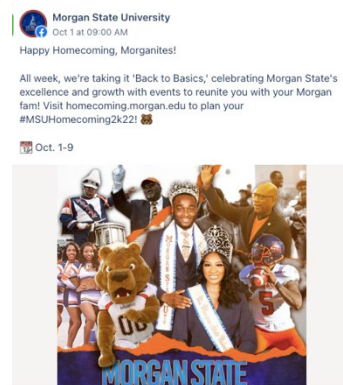 Morgan State University
Oct 1 at 09:00 AM
Happy Homecoming, Morganites!
All week, we're taking it 'Back to Basics,' celebrating Morgan State's
excellence and growth with events to reunite you with your Morgan
fam! Visit homecoming.morgan.edu to plan your
#MSUHomecoming2k22! 🐻
📅 Oct. 1-9
00
5
MORGAN STATE